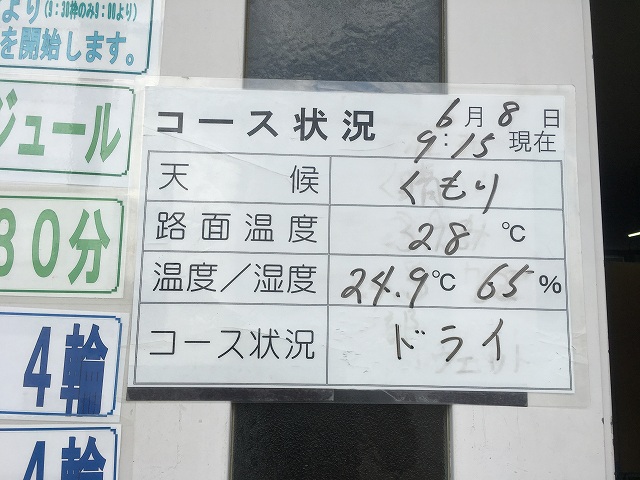 より(9:30枠のみ9:00より)
を開始します。
ジュール
30分
4輪
4輪
コース状況 6月8日
9:15現在
天候 くもり
路面温度 28℃
温度/湿度 24.9℃ 65%
コース状況 ドライ